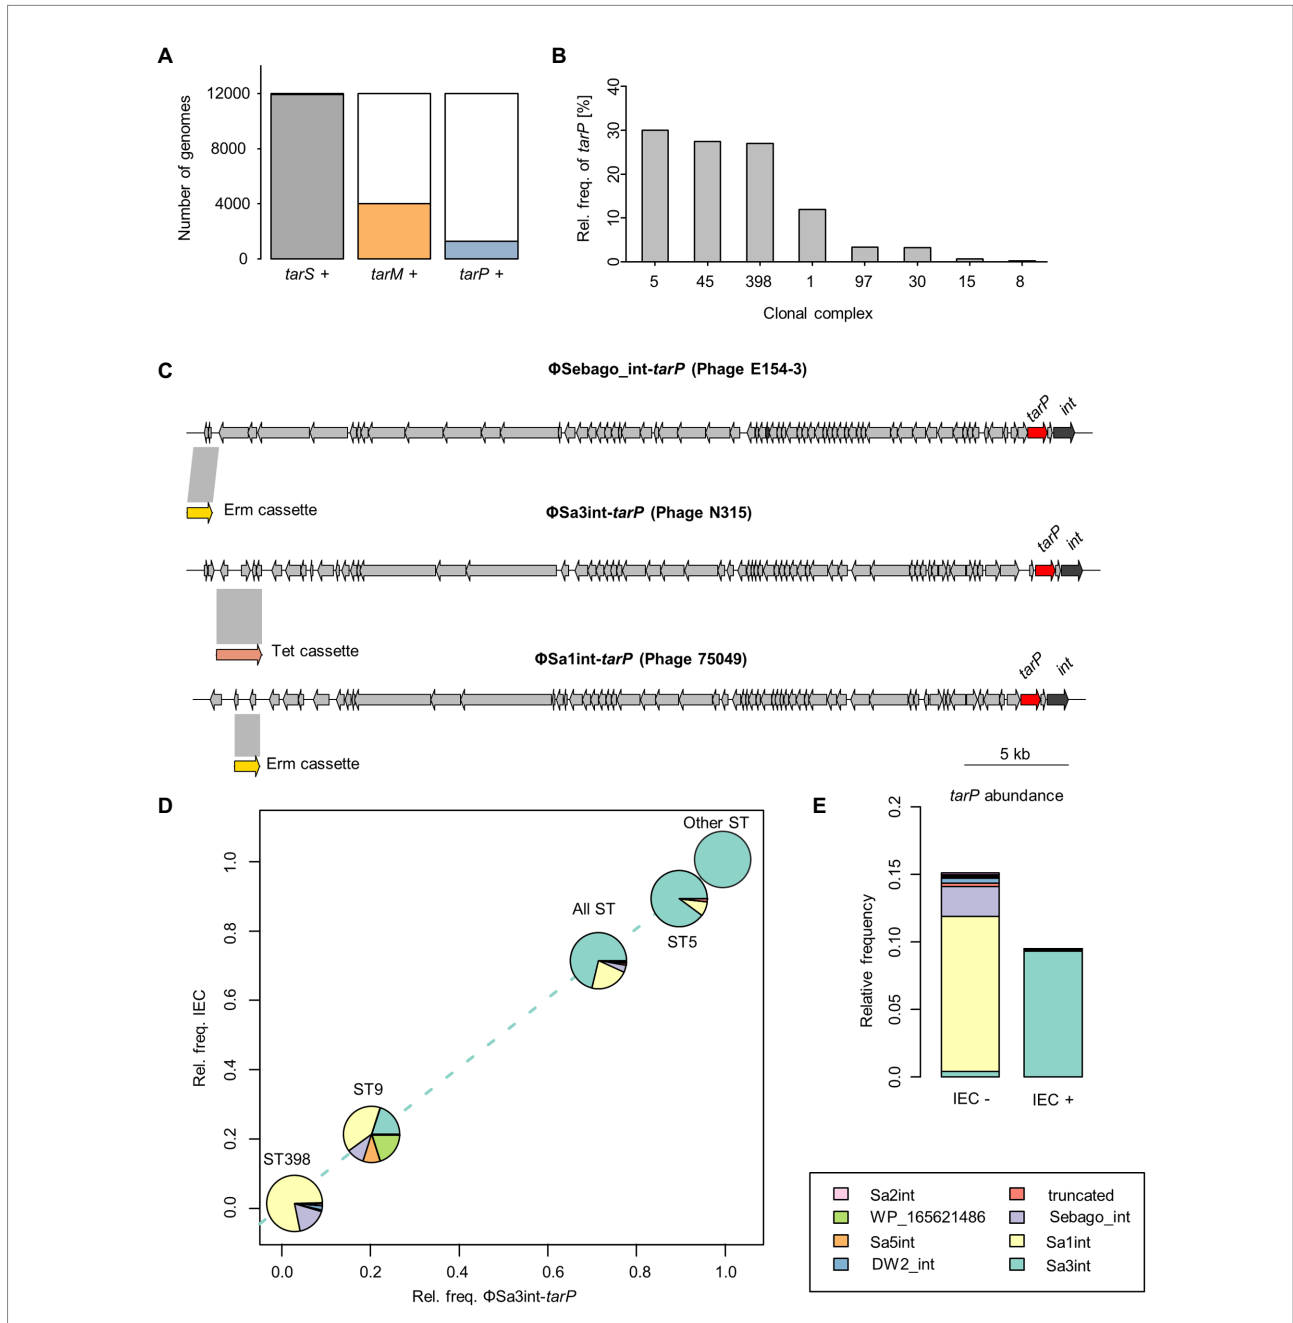 A
Number of genomes
12000
8000
4000
0
tarS +
tarM +
tarP +
B
Rel. freq. of tarP [%]
40
30
20
10
0
5 45 398 1 97 30 15 8
Clonal complex
C
ΦSebago_int-tarP (Phage E154-3)
tarP
int
Erm cassette
ΦSa3int-tarP (Phage N315)
tarP
int
Tet cassette
ΦSa1int-tarP (Phage 75049)
tarP
int
Erm cassette
5 kb
D
Rel. freq. IEC
1.0
0.8
0.6
0.4
0.2
0.0
Other ST
ST5
All ST
ST9
ST398
0.0 0.2 0.4 0.6 0.8 1.0
Rel. freq. ΦSa3int-tarP
E
tarP abundance
Relative frequency
0.2
0.15
0.10
0.05
0.0
IEC -
IEC +
Sa2int
WP_165621486
Sa5int
DW2_int
truncated
Sebago_int
Sa1int
Sa3int